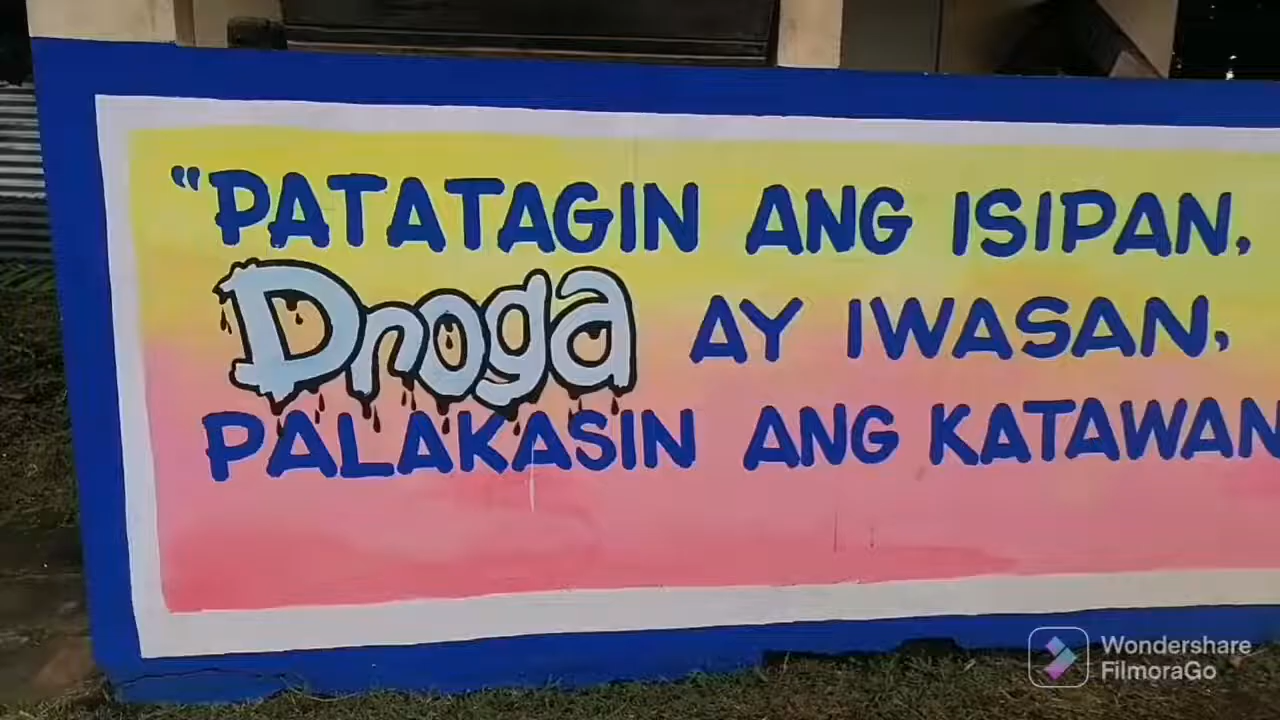 “PATATAGIN ANG ISIPAN,
Droga AY IWASAN,
PALAKASIN ANG KATAWAN
Wondershare
FilmoraGo